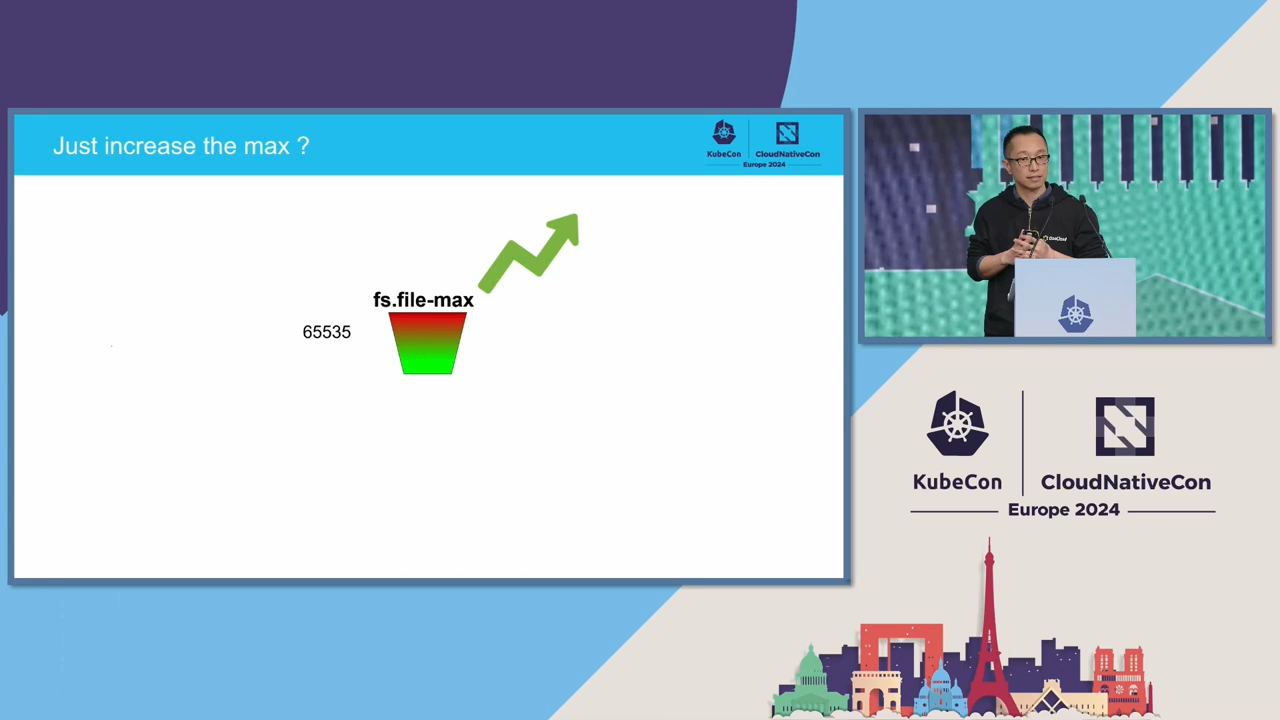 Just increase the max ?
KubeCon
CloudNativeCon
Europe 2024
fs.file-max
65535
KubeCon
CloudNativeCon
Europe 2024